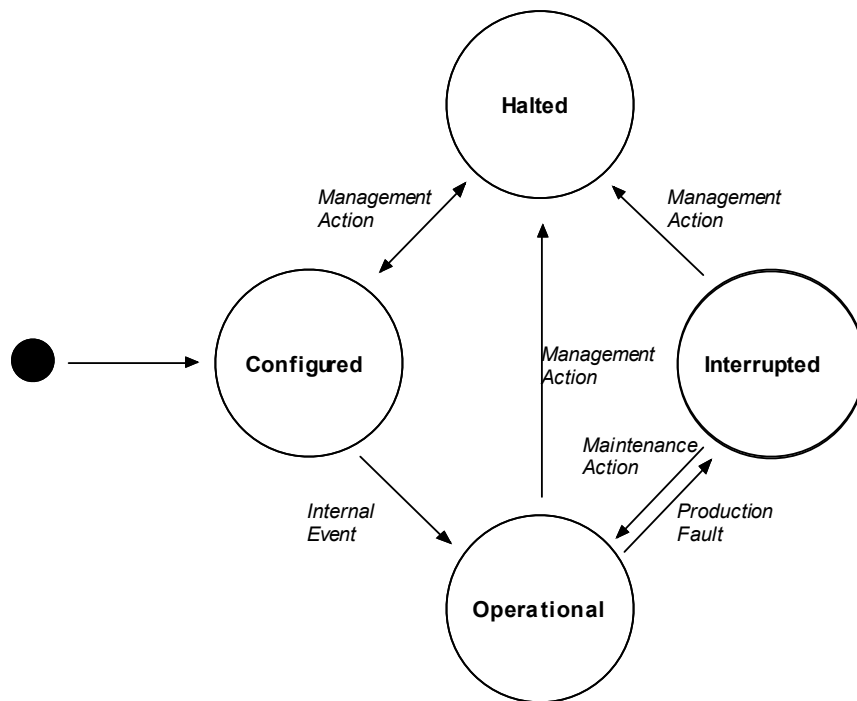 Halted
Management
Action
Management
Action
Configured
Management
Action
Interrupted
Maintenance
Action
Internal
Event
Production
Fault
Operational